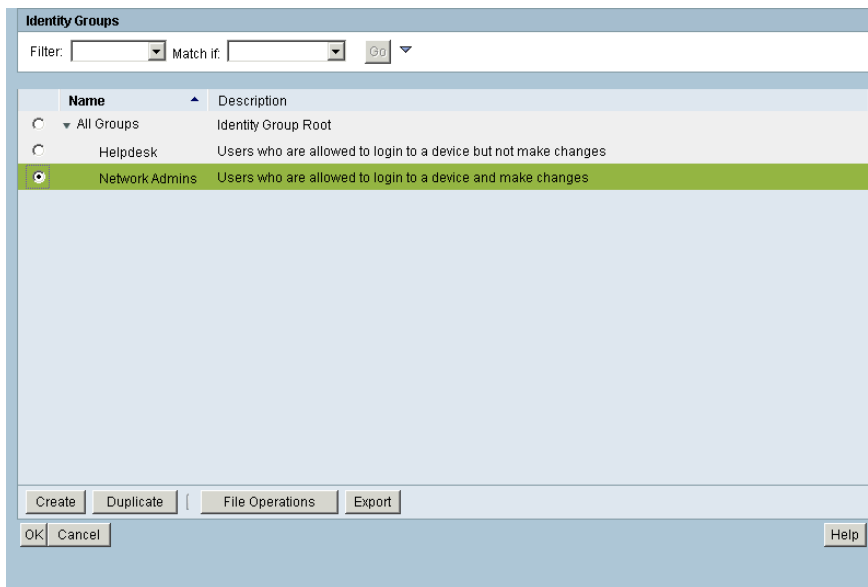 Identity Groups
Filter: Match if: Go
Name Description
All Groups Identity Group Root
Helpdesk Users who are allowed to login to a device but not make changes
Network Admins Users who are allowed to login to a device and make changes
Create Duplicate File Operations Export
OK Cancel Help